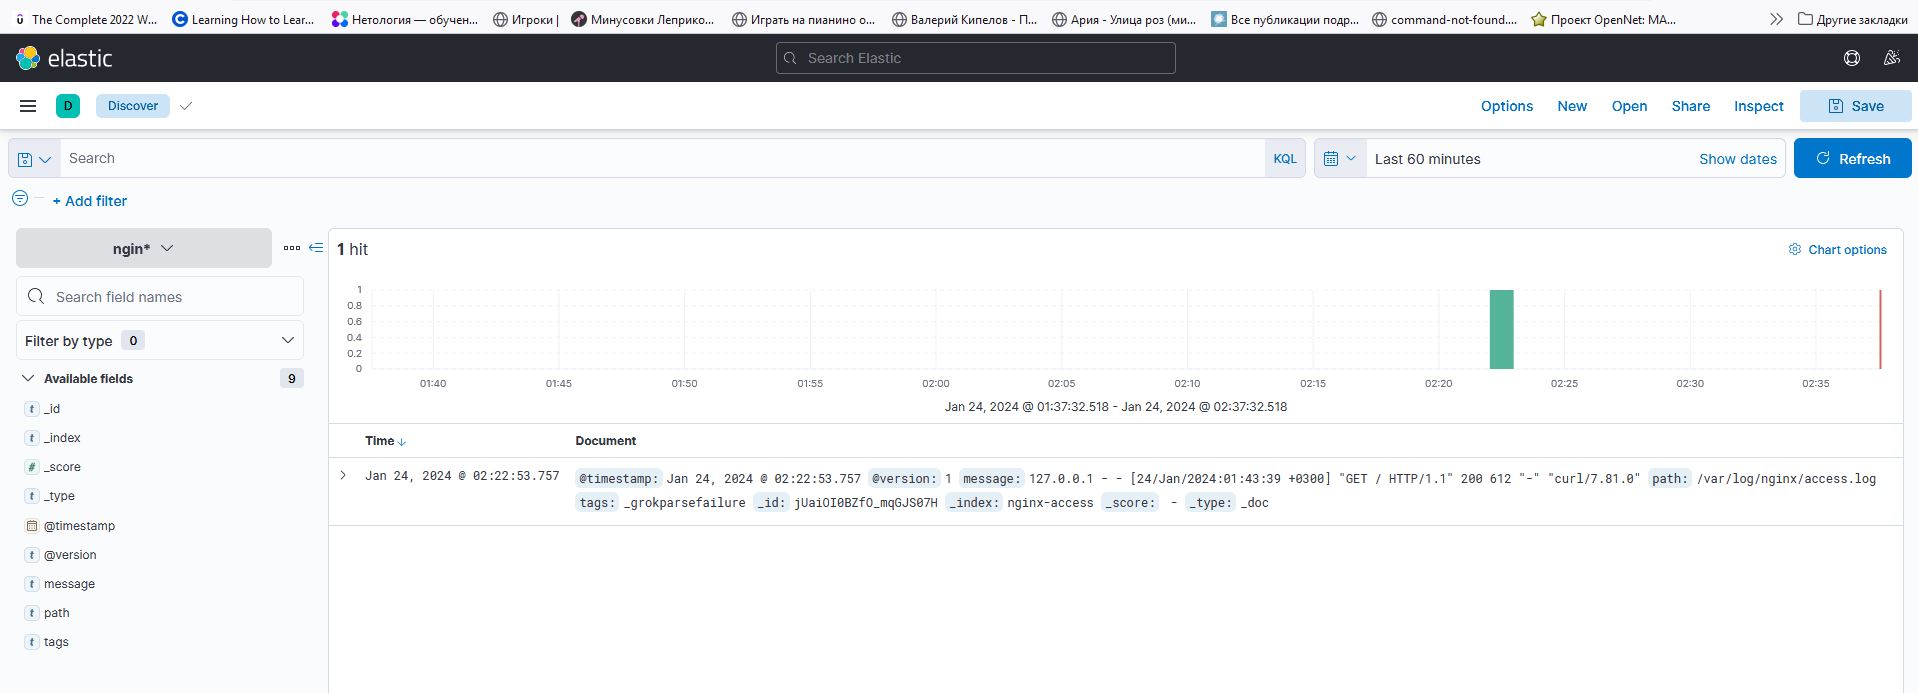 The Complete 2022 W... Learning How to Lear... Нетология — обучен... Игроки | Минусовки Леприко... Играть на пианино о... Валерий Кипелов - П... Ария - Улица роз (ми... Все публикации подр... command-not-found.... Проект OpenNet: MA... Другие закладки
elastic Search Elastic
D Discover Options New Open Share Inspect Save
Search KQL Last 60 minutes Show dates Refresh
+ Add filter
ngin* 1 hit Chart options
Search field names
Filter by type 0
Available fields 9
t _id
t _index
# _score
t _type
@timestamp
t @version
t message
t path
t tags
1
0.8
0.6
0.4
0.2
0
01:40 01:45 01:50 01:55 02:00 02:05 02:10 02:15 02:20 02:25 02:30 02:35
Jan 24, 2024 @ 01:37:32.518 - Jan 24, 2024 @ 02:37:32.518
Time Document
Jan 24, 2024 @ 02:22:53.757 @timestamp: Jan 24, 2024 @ 02:22:53.757 @version: 1 message: 127.0.0.1 - - [24/Jan/2024:01:43:39 +0300] "GET / HTTP/1.1" 200 612 "-" "curl/7.81.0" path: /var/log/nginx/access.log
tags: _grokparsefailure _id: jUaiOI0BZfO_mqGJS07H _index: nginx-access _score: - _type: _doc